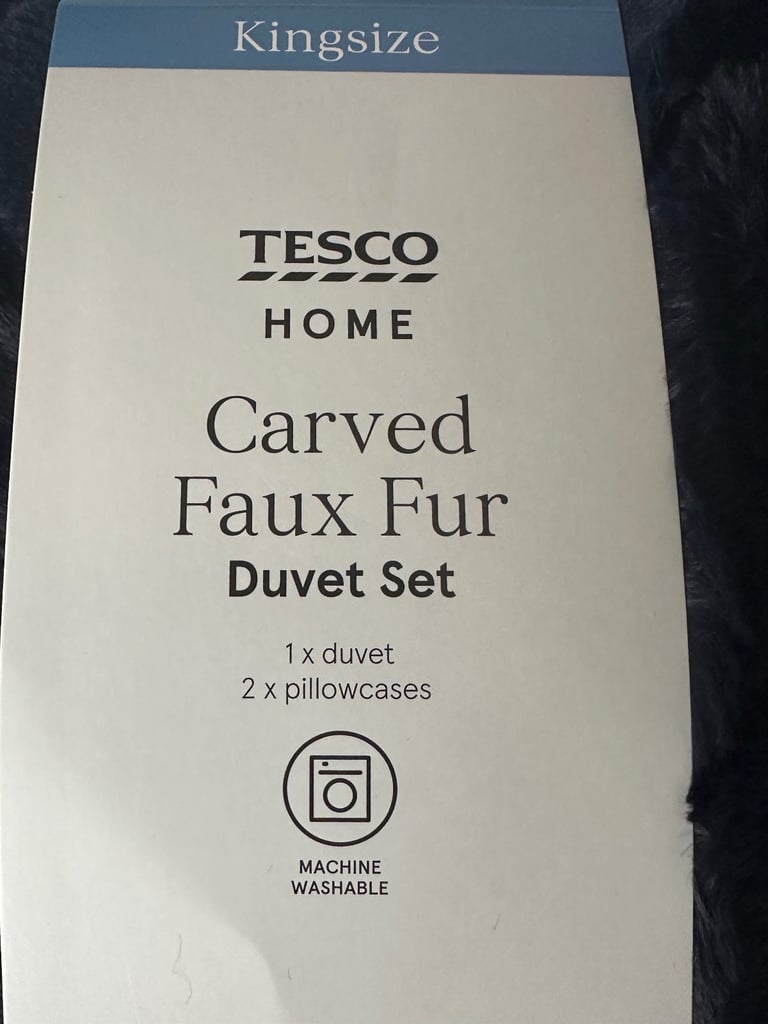 Kingsize
TESCO
HOME
Carved
Faux Fur
Duvet Set
1 x duvet
2 x pillowcases
MACHINE
WASHABLE